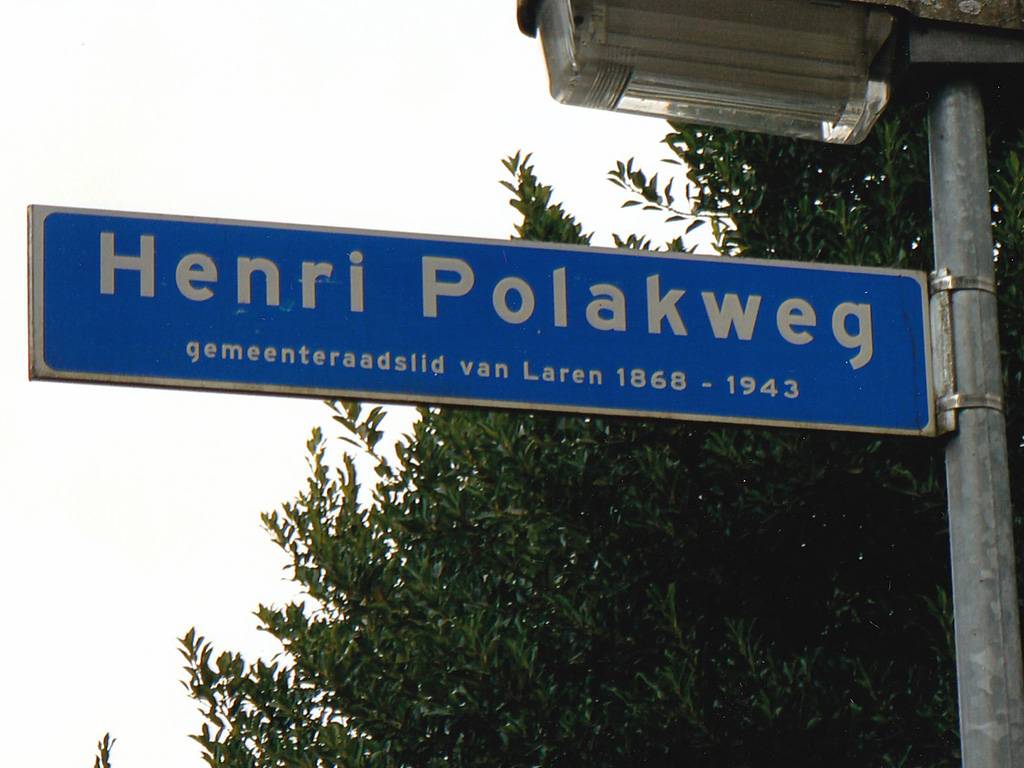 Henri Polakweg
gemeenteraadslid van Laren 1868 - 1943